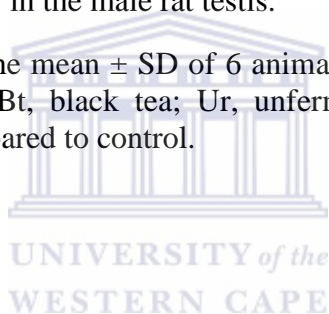 in the male rat testis.
he mean ± SD of 6 anima
Bt, black tea; Ur, unfern
pared to control.
UNIVERSITY of the
WESTERN CAPE